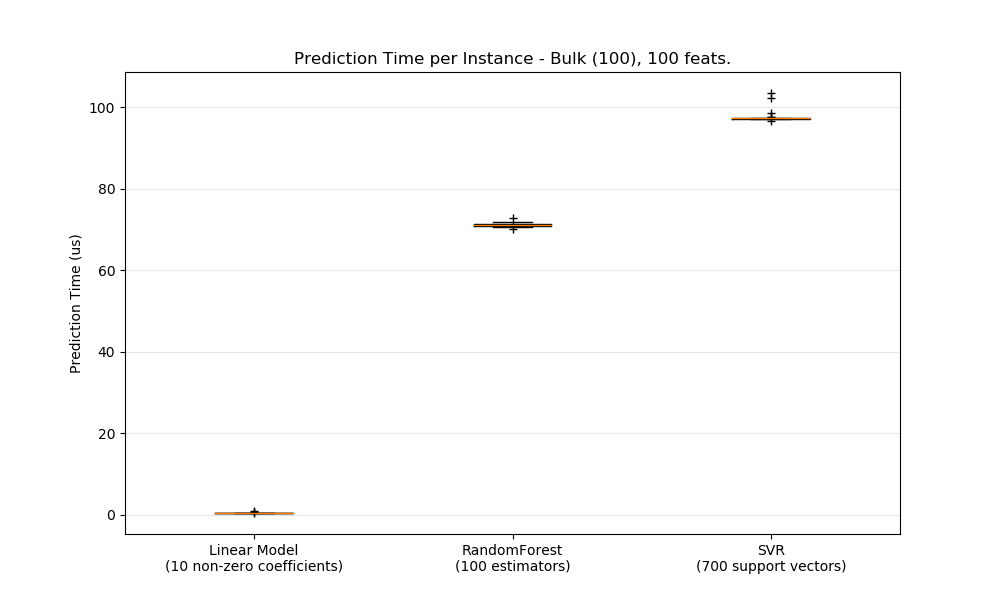 Prediction Time per Instance - Bulk (100), 100 feats.
100
80
60
40
20
0
Prediction Time (us)
Linear Model
(10 non-zero coefficients)
RandomForest
(100 estimators)
SVR
(700 support vectors)